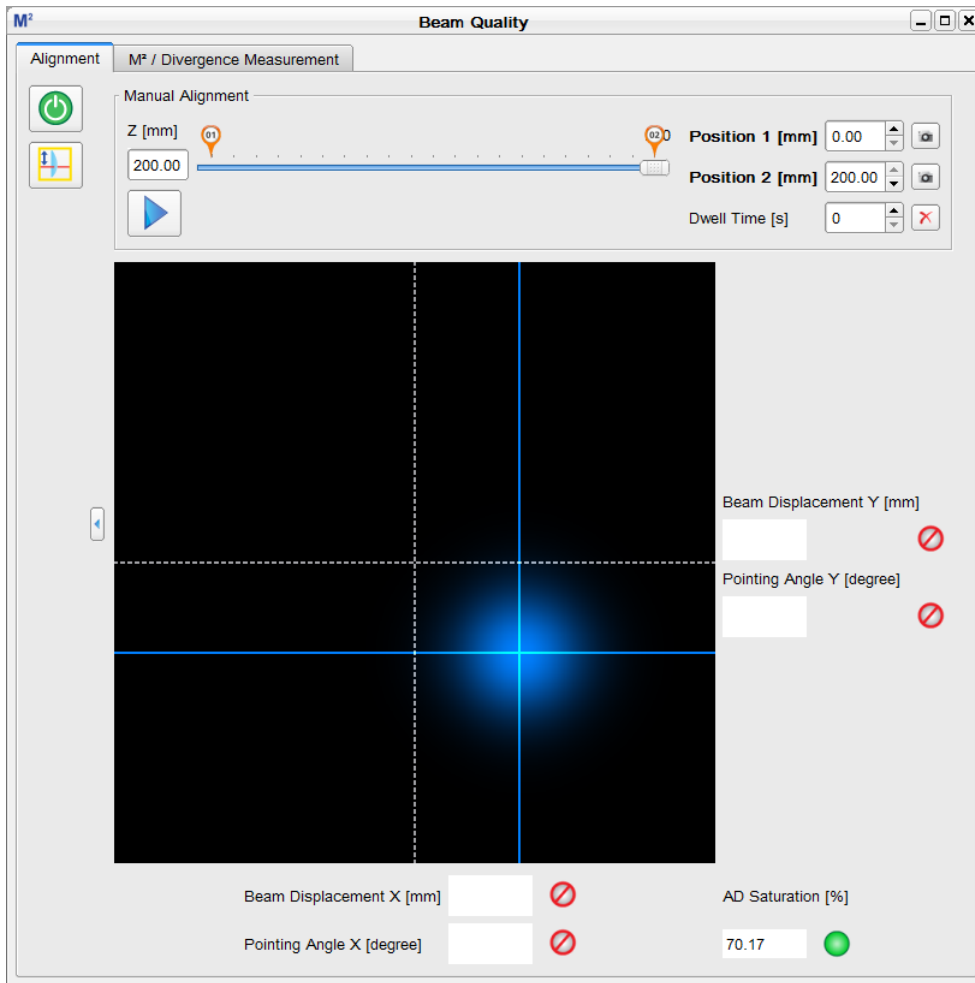 M²
Beam Quality
Alignment
M² / Divergence Measurement
Manual Alignment
Z [mm]
200.00
01
02
0
Position 1 [mm]
0.00
Position 2 [mm]
200.00
Dwell Time [s]
0
Beam Displacement Y [mm]
Pointing Angle Y [degree]
Beam Displacement X [mm]
AD Saturation [%]
Pointing Angle X [degree]
70.17